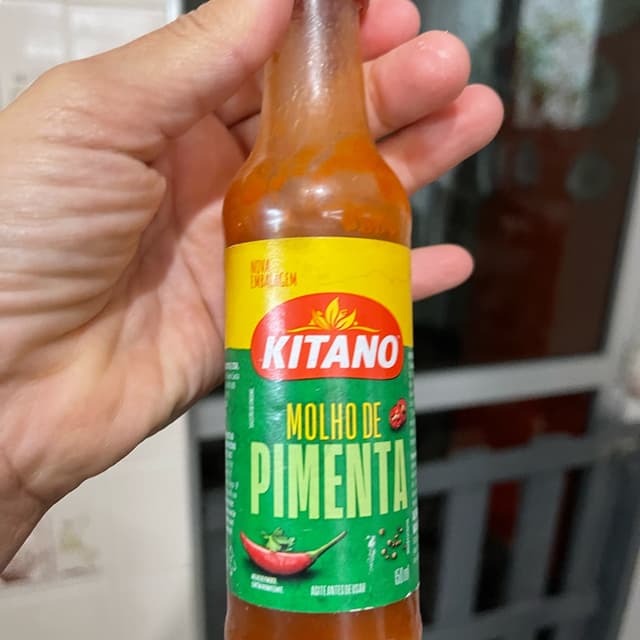 NOVA
EMBALAGEM
KITANO
MOLHO DE
PIMENTA
AGITE ANTES DE USAR
150ml